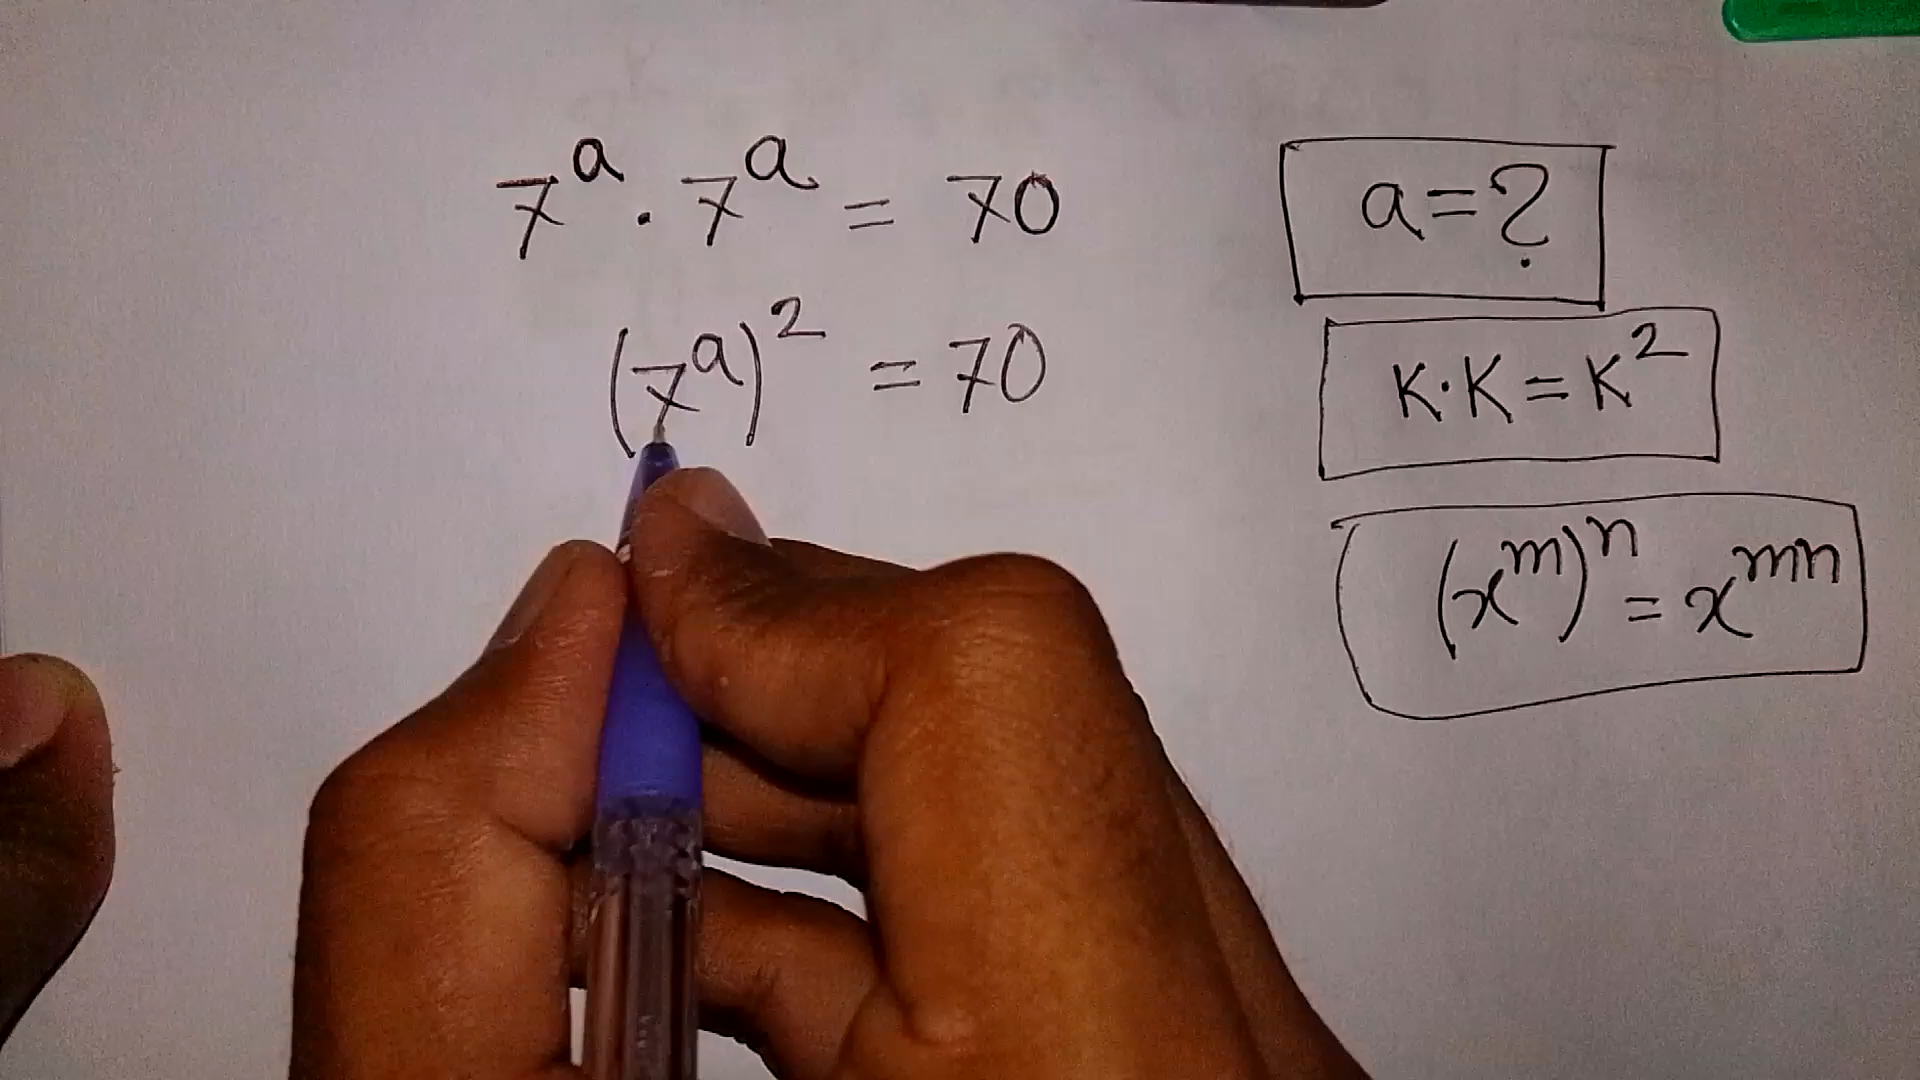 7^a · 7^a = 70
(7^a)^2 = 70
a = ?
K·K = K^2
(x^m)^n = x^mn